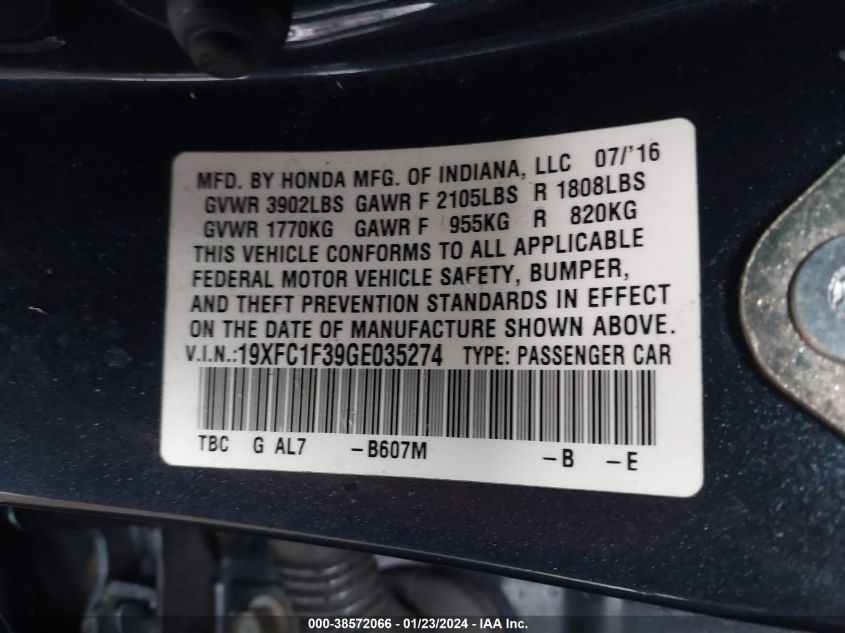 MFD. BY HONDA MFG. OF INDIANA, LLC 07/'16
GVWR 3902LBS GAWR F 2105LBS R 1808LBS
GVWR 1770KG GAWR F 955KG R 820KG
THIS VEHICLE CONFORMS TO ALL APPLICABLE
FEDERAL MOTOR VEHICLE SAFETY, BUMPER,
AND THEFT PREVENTION STANDARDS IN EFFECT
ON THE DATE OF MANUFACTURE SHOWN ABOVE.
V.I.N.:19XFC1F39GE035274 TYPE: PASSENGER CAR
TBC G AL7 -B607M -B -E
000-38572066 - 01/23/2024 - IAA Inc.